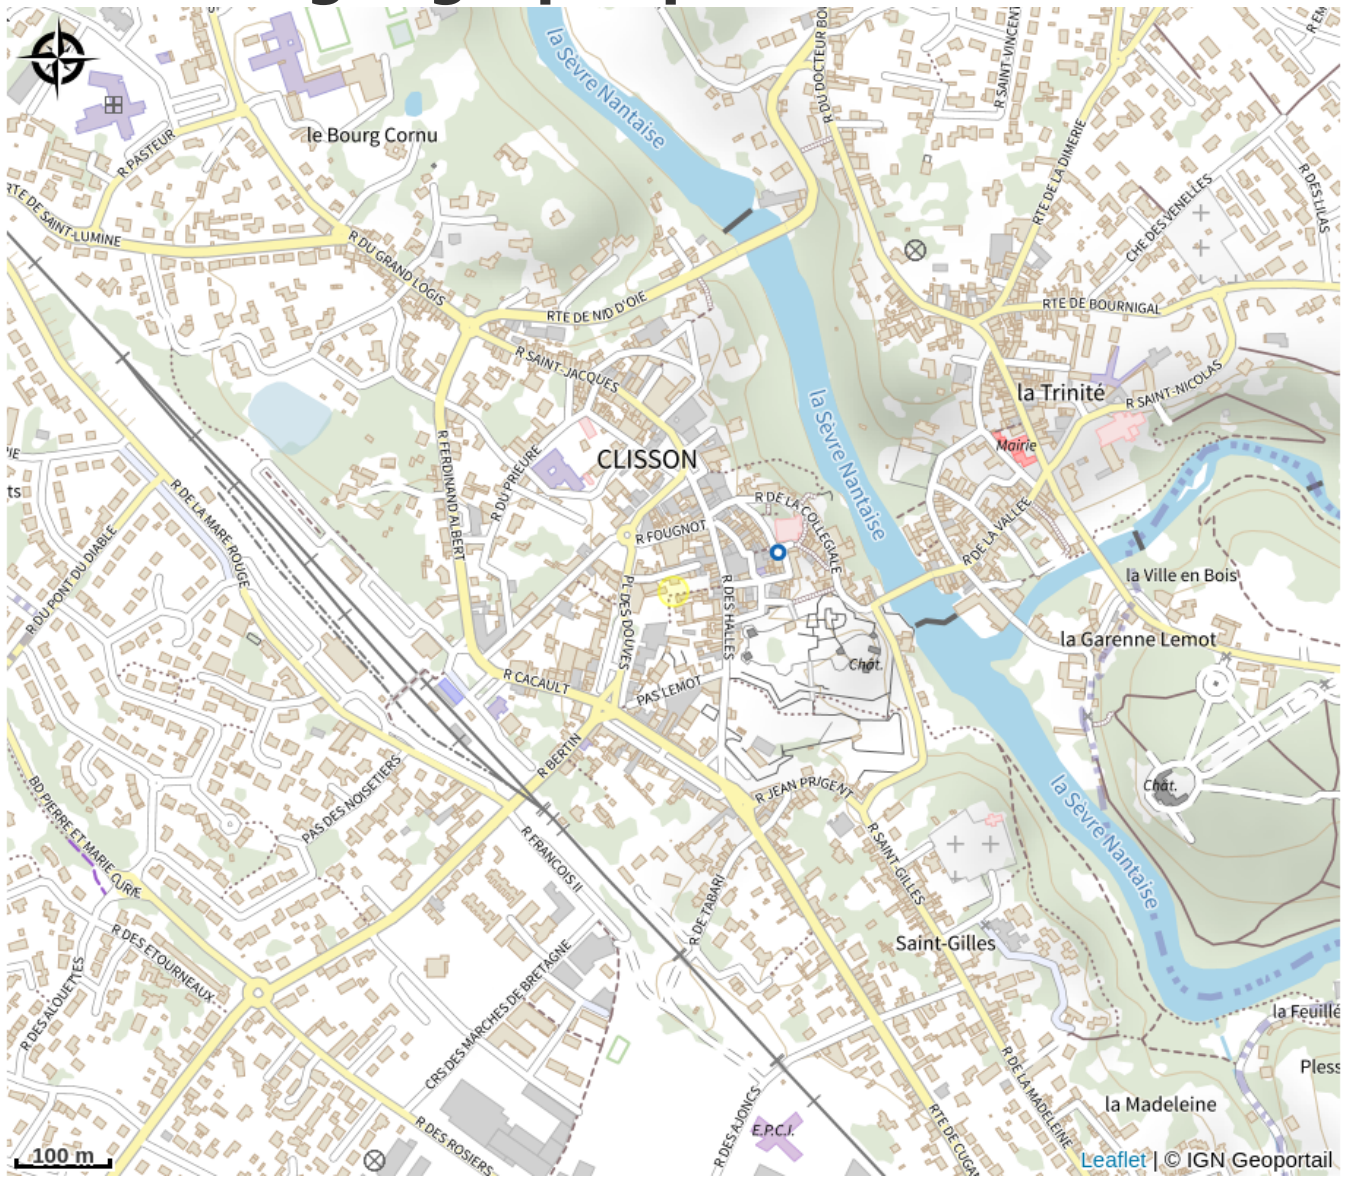 la Sèvre Nantaise
R DU DOCTEUR BO
R SAINT-VINCENT
R EM
le Bourg Cornu
R PASTEUR
RTE DE SAINT-LUMINE
RTE DE LA DIMERIE
CHE DES VENELLES
R DES LILAS
R DU GRAND LOGIS
RTE DE NID D'OIE
RTE DE BOURNIGAL
R SAINT-JACQUES
la Trinité
R SAINT-NICOLAS
la Sèvre Nantaise
Mairie
CLISSON
R FERDINAND ALBERT
R DU PRIEURE
IE
ts
R DE LA MARE ROUGE
R DE LA COLLEGIALE
R FOUGNOT
R DE LA VALLÉE
R DU PONT DU DIABLE
PL DES DOUVES
R DES HALLES
la Ville en Bois
la Garenne Lemot
Chât.
R CACAULT
PAS LEMOT
R BERTIN
R JEAN PRIGENT
Chât.
la Sèvre Nantaise
BD PIERRE ET MARIE CURIE
PAS DES NOISETIERS
R FRANCOIS II
R SAINT-GILLES
R DE TABARI
Saint-Gilles
R DES ETOURNEAUX
R DES ALOUETTES
CRS DES MARCHES DE BRETAGNE
la Feuillé
Pless
R DE LA MADELEINE
la Madeleine
R DES ROSIERS
R DES AJONCS
E.P.C.I.
RTE DE CUGA
100 m
Leaflet | © IGN Geoportail